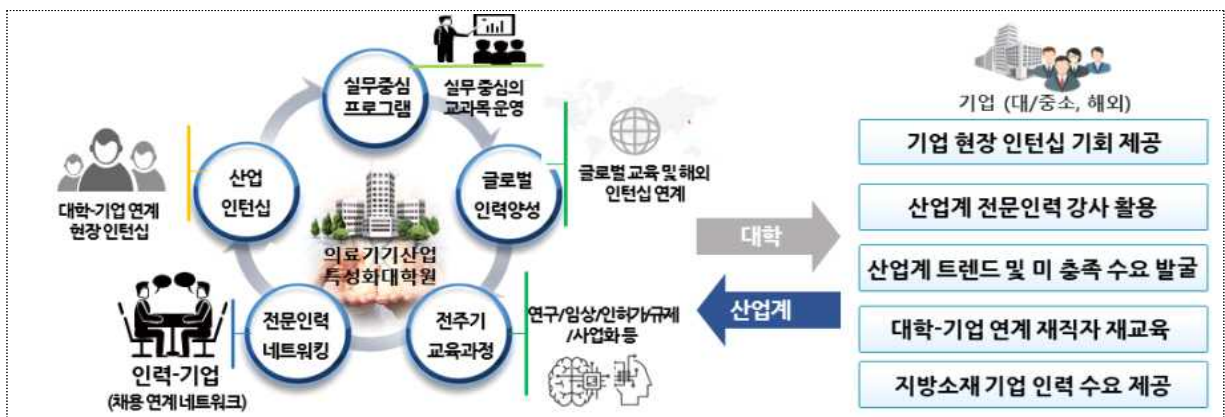 실무중심
프로그램
실무 중심의
교과목 운영
산업
인턴십
대학-기업 연계
현장 인턴십
글로벌
인력양성
글로벌 교육 및 해외
인턴십 연계
의료기기산업
특성화대학원
전문인력
네트워킹
인력-기업
(채용 연계 네트워크)
전주기
교육과정
연구/임상/인허가/규제
/사업화 등
대학
산업계
기업 (대/중소, 해외)
기업 현장 인턴십 기회 제공
산업계 전문인력 강사 활용
산업계 트렌드 및 미 충족 수요 발굴
대학-기업 연계 재직자 재교육
지방소재 기업 인력 수요 제공